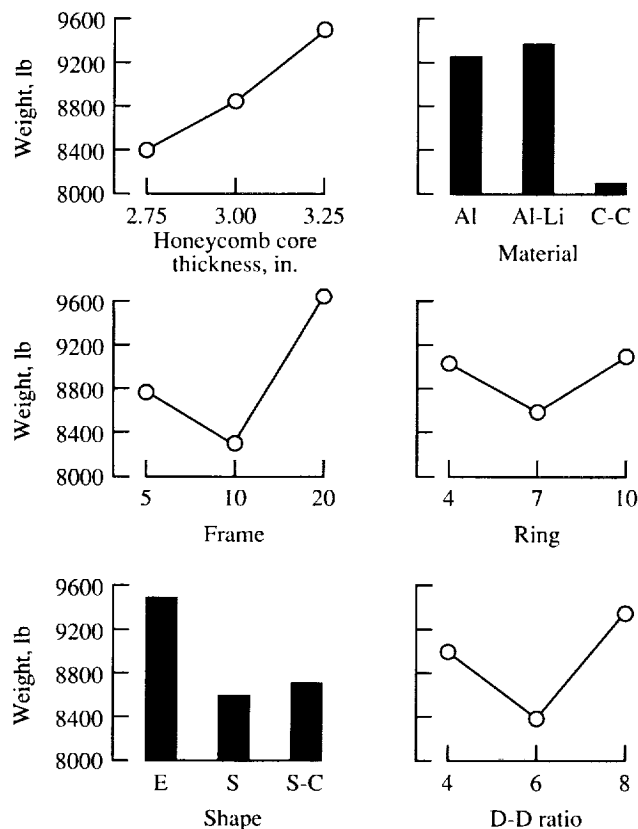 9600
9200
8800
8400
8000
Weight, lb
2.75 3.00 3.25
Honeycomb core
thickness, in.
Al Al-Li C-C
Material
9600
9200
8800
8400
8000
Weight, lb
5 10 20
Frame
4 7 10
Ring
9600
9200
8800
8400
8000
Weight, lb
E S S-C
Shape
4 6 8
D-D ratio